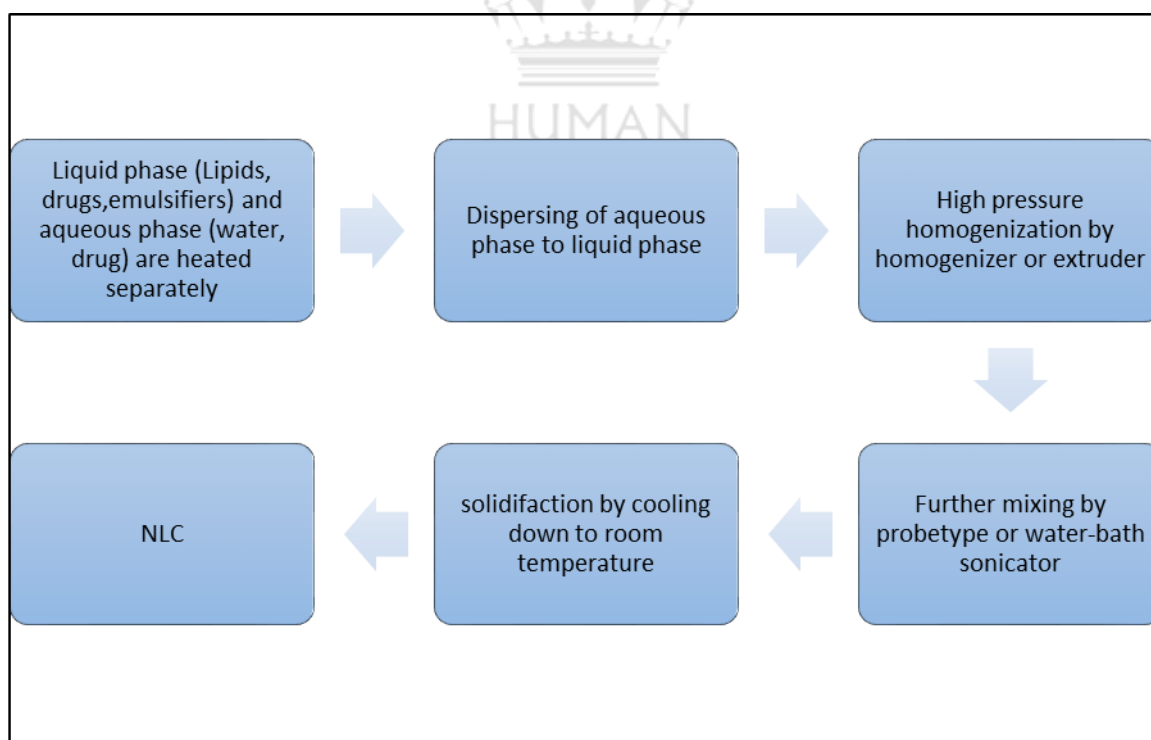 HUMAN
Liquid phase (Lipids,
drugs,emulsifiers) and
aqueous phase (water,
drug) are heated
separately
Dispersing of aqueous
phase to liquid phase
High pressure
homogenization by
homogenizer or extruder
Further mixing by
probetype or water-bath
sonicator
solidifaction by cooling
down to room
temperature
NLC